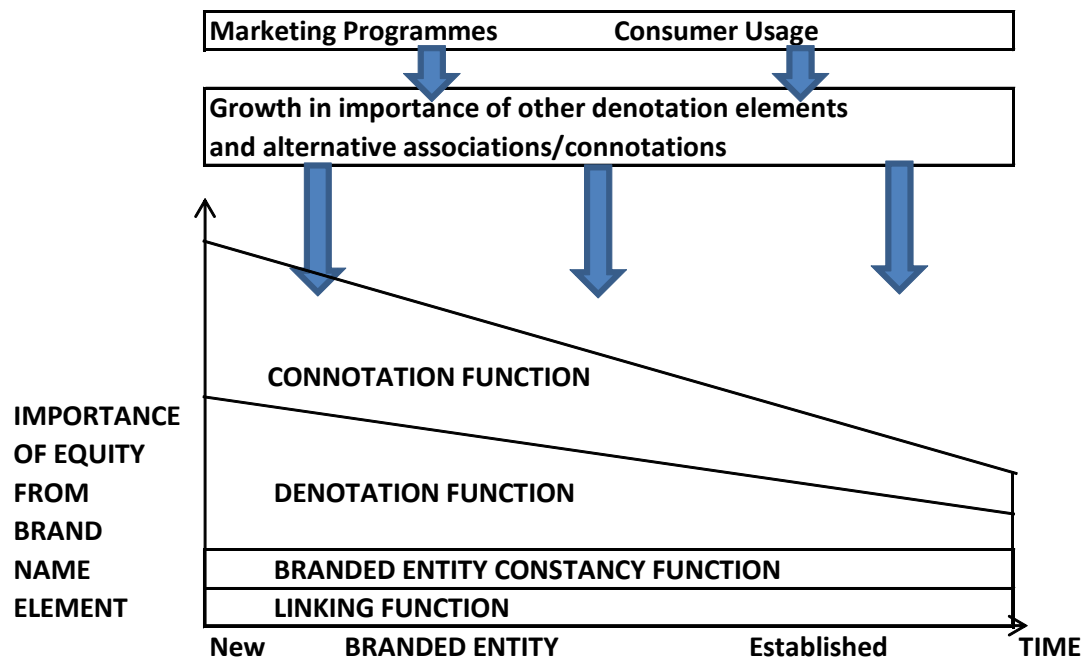 Marketing Programmes Consumer Usage
Growth in importance of other denotation elements
and alternative associations/connotations
CONNOTATION FUNCTION
IMPORTANCE
OF EQUITY
FROM
BRAND
NAME
ELEMENT
DENOTATION FUNCTION
BRANDED ENTITY CONSTANCY FUNCTION
LINKING FUNCTION
New BRANDED ENTITY Established TIME